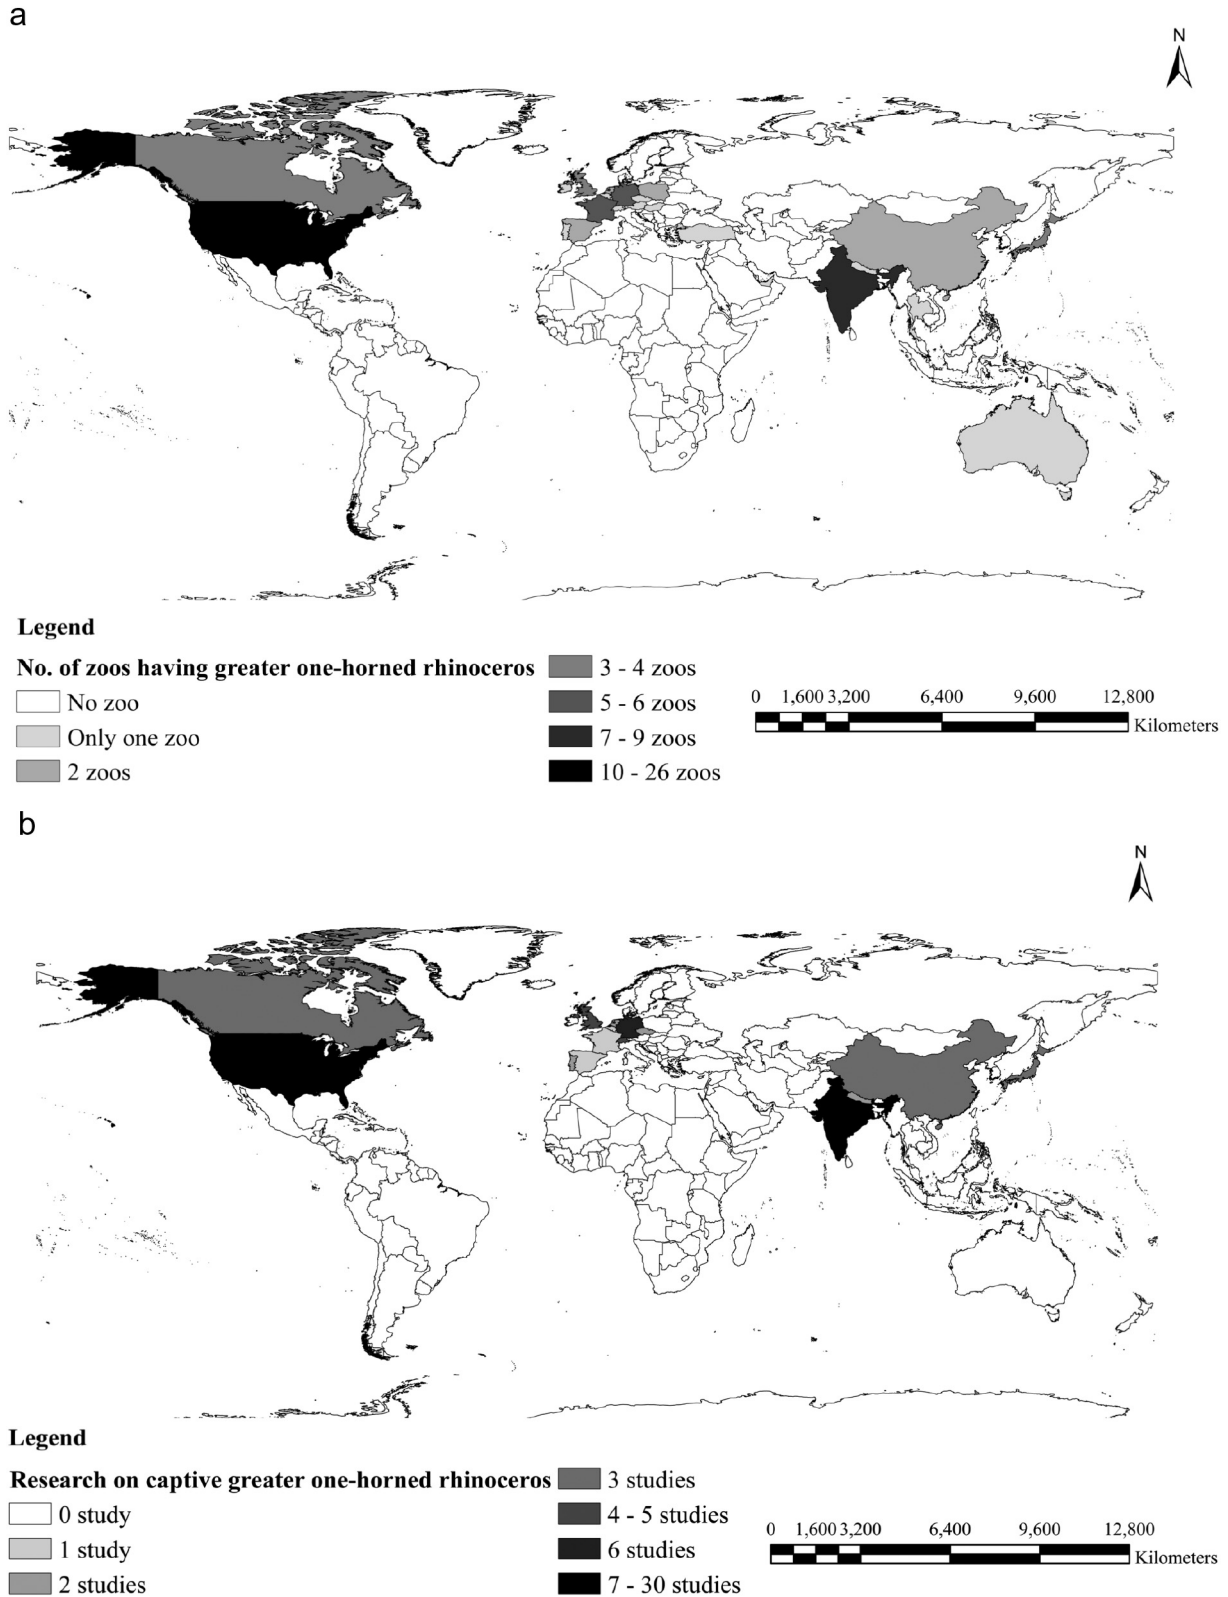 a
N
Legend
No. of zoos having greater one-horned rhinoceros
No zoo
Only one zoo
2 zoos
3 - 4 zoos
5 - 6 zoos
7 - 9 zoos
10 - 26 zoos
0 1,600 3,200 6,400 9,600 12,800
Kilometers
b
N
Legend
Research on captive greater one-horned rhinoceros
0 study
1 study
2 studies
3 studies
4 - 5 studies
6 studies
7 - 30 studies
0 1,600 3,200 6,400 9,600 12,800
Kilometers